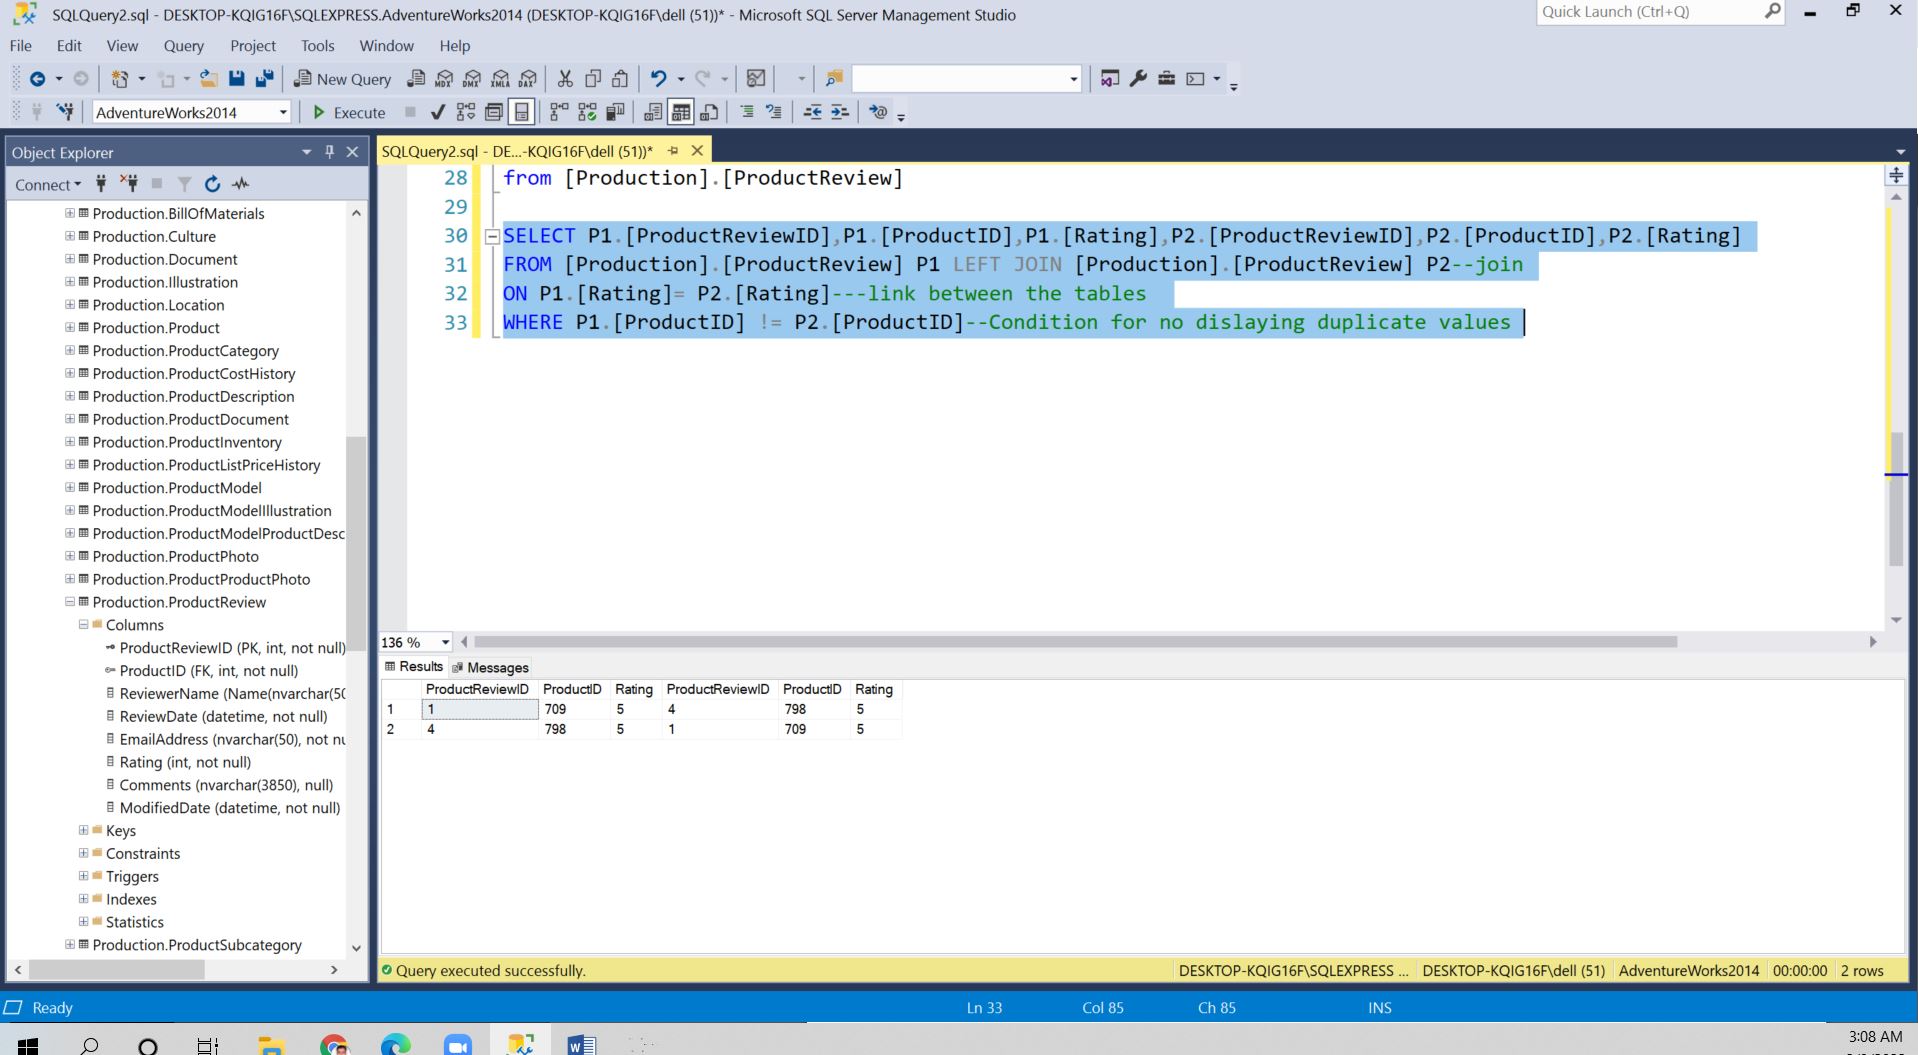 SQLQuery2.sql - DESKTOP-KQIG16F\SQLEXPRESS.AdventureWorks2014 (DESKTOP-KQIG16F\dell (51))* - Microsoft SQL Server Management Studio
Quick Launch (Ctrl+Q)
File Edit View Query Project Tools Window Help
New Query MDX DMX XMLA DAX
AdventureWorks2014 Execute
Object Explorer
Connect
Production.BillOfMaterials
Production.Culture
Production.Document
Production.Illustration
Production.Location
Production.Product
Production.ProductCategory
Production.ProductCostHistory
Production.ProductDescription
Production.ProductDocument
Production.ProductInventory
Production.ProductListPriceHistory
Production.ProductModel
Production.ProductModelIllustration
Production.ProductModelProductDesc
Production.ProductPhoto
Production.ProductProductPhoto
Production.ProductReview
Columns
ProductReviewID (PK, int, not null)
ProductID (FK, int, not null)
ReviewerName (Name(nvarchar(50
ReviewDate (datetime, not null)
EmailAddress (nvarchar(50), not nu
Rating (int, not null)
Comments (nvarchar(3850), null)
ModifiedDate (datetime, not null)
Keys
Constraints
Triggers
Indexes
Statistics
Production.ProductSubcategory
SQLQuery2.sql - DE...-KQIG16F\dell (51))*
28 from [Production].[ProductReview]
29
30 SELECT P1.[ProductReviewID],P1.[ProductID],P1.[Rating],P2.[ProductReviewID],P2.[ProductID],P2.[Rating]
31 FROM [Production].[ProductReview] P1 LEFT JOIN [Production].[ProductReview] P2--join
32 ON P1.[Rating]= P2.[Rating]---link between the tables
33 WHERE P1.[ProductID] != P2.[ProductID]--Condition for no dislaying duplicate values
136 %
Results Messages
ProductReviewID ProductID Rating ProductReviewID ProductID Rating
1 1 709 5 4 798 5
2 4 798 5 1 709 5
Query executed successfully. DESKTOP-KQIG16F\SQLEXPRESS ... DESKTOP-KQIG16F\dell (51) AdventureWorks2014 00:00:00 2 rows
Ready Ln 33 Col 85 Ch 85 INS
3:08 AM